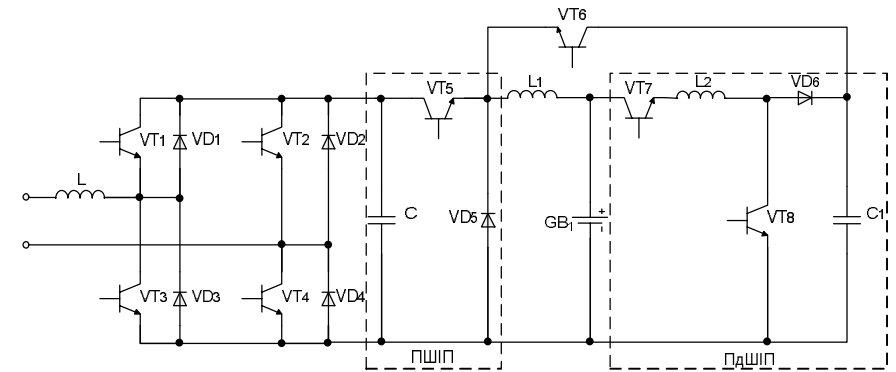 VT6
VT5
L1
VT7
L2
VD6
VT1
VD1
VT2
VD2
L
C
VD5
GB1
+
-
VT8
C1
VT3
VD3
VT4
VD4
ПШІП
ПдШІП